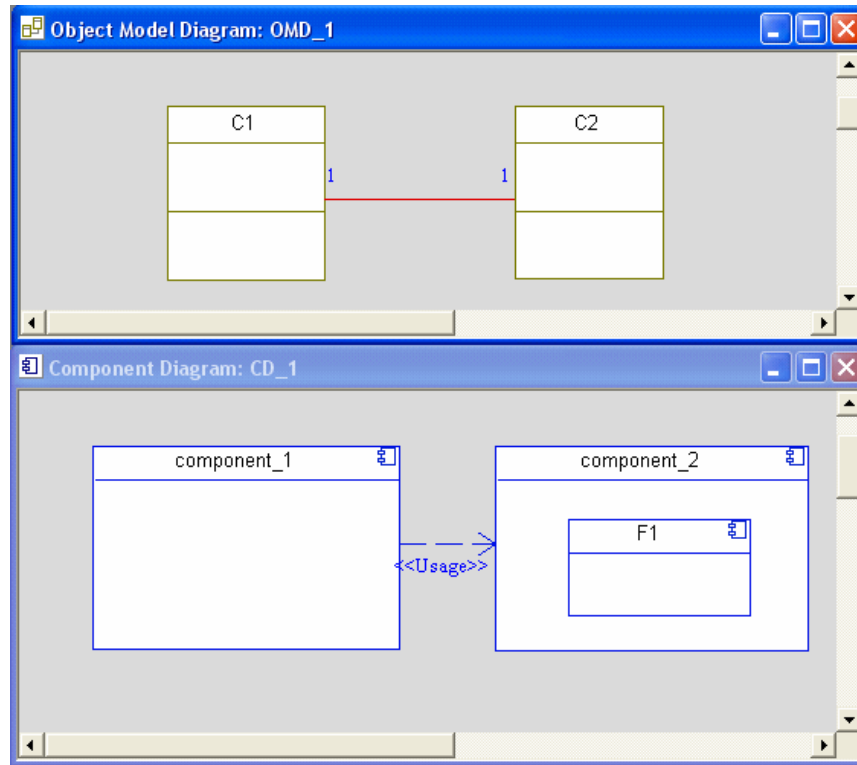 Object Model Diagram: OMD_1
C1 C2
1 1
Component Diagram: CD_1
component_1 component_2
F1
<<Usage>>